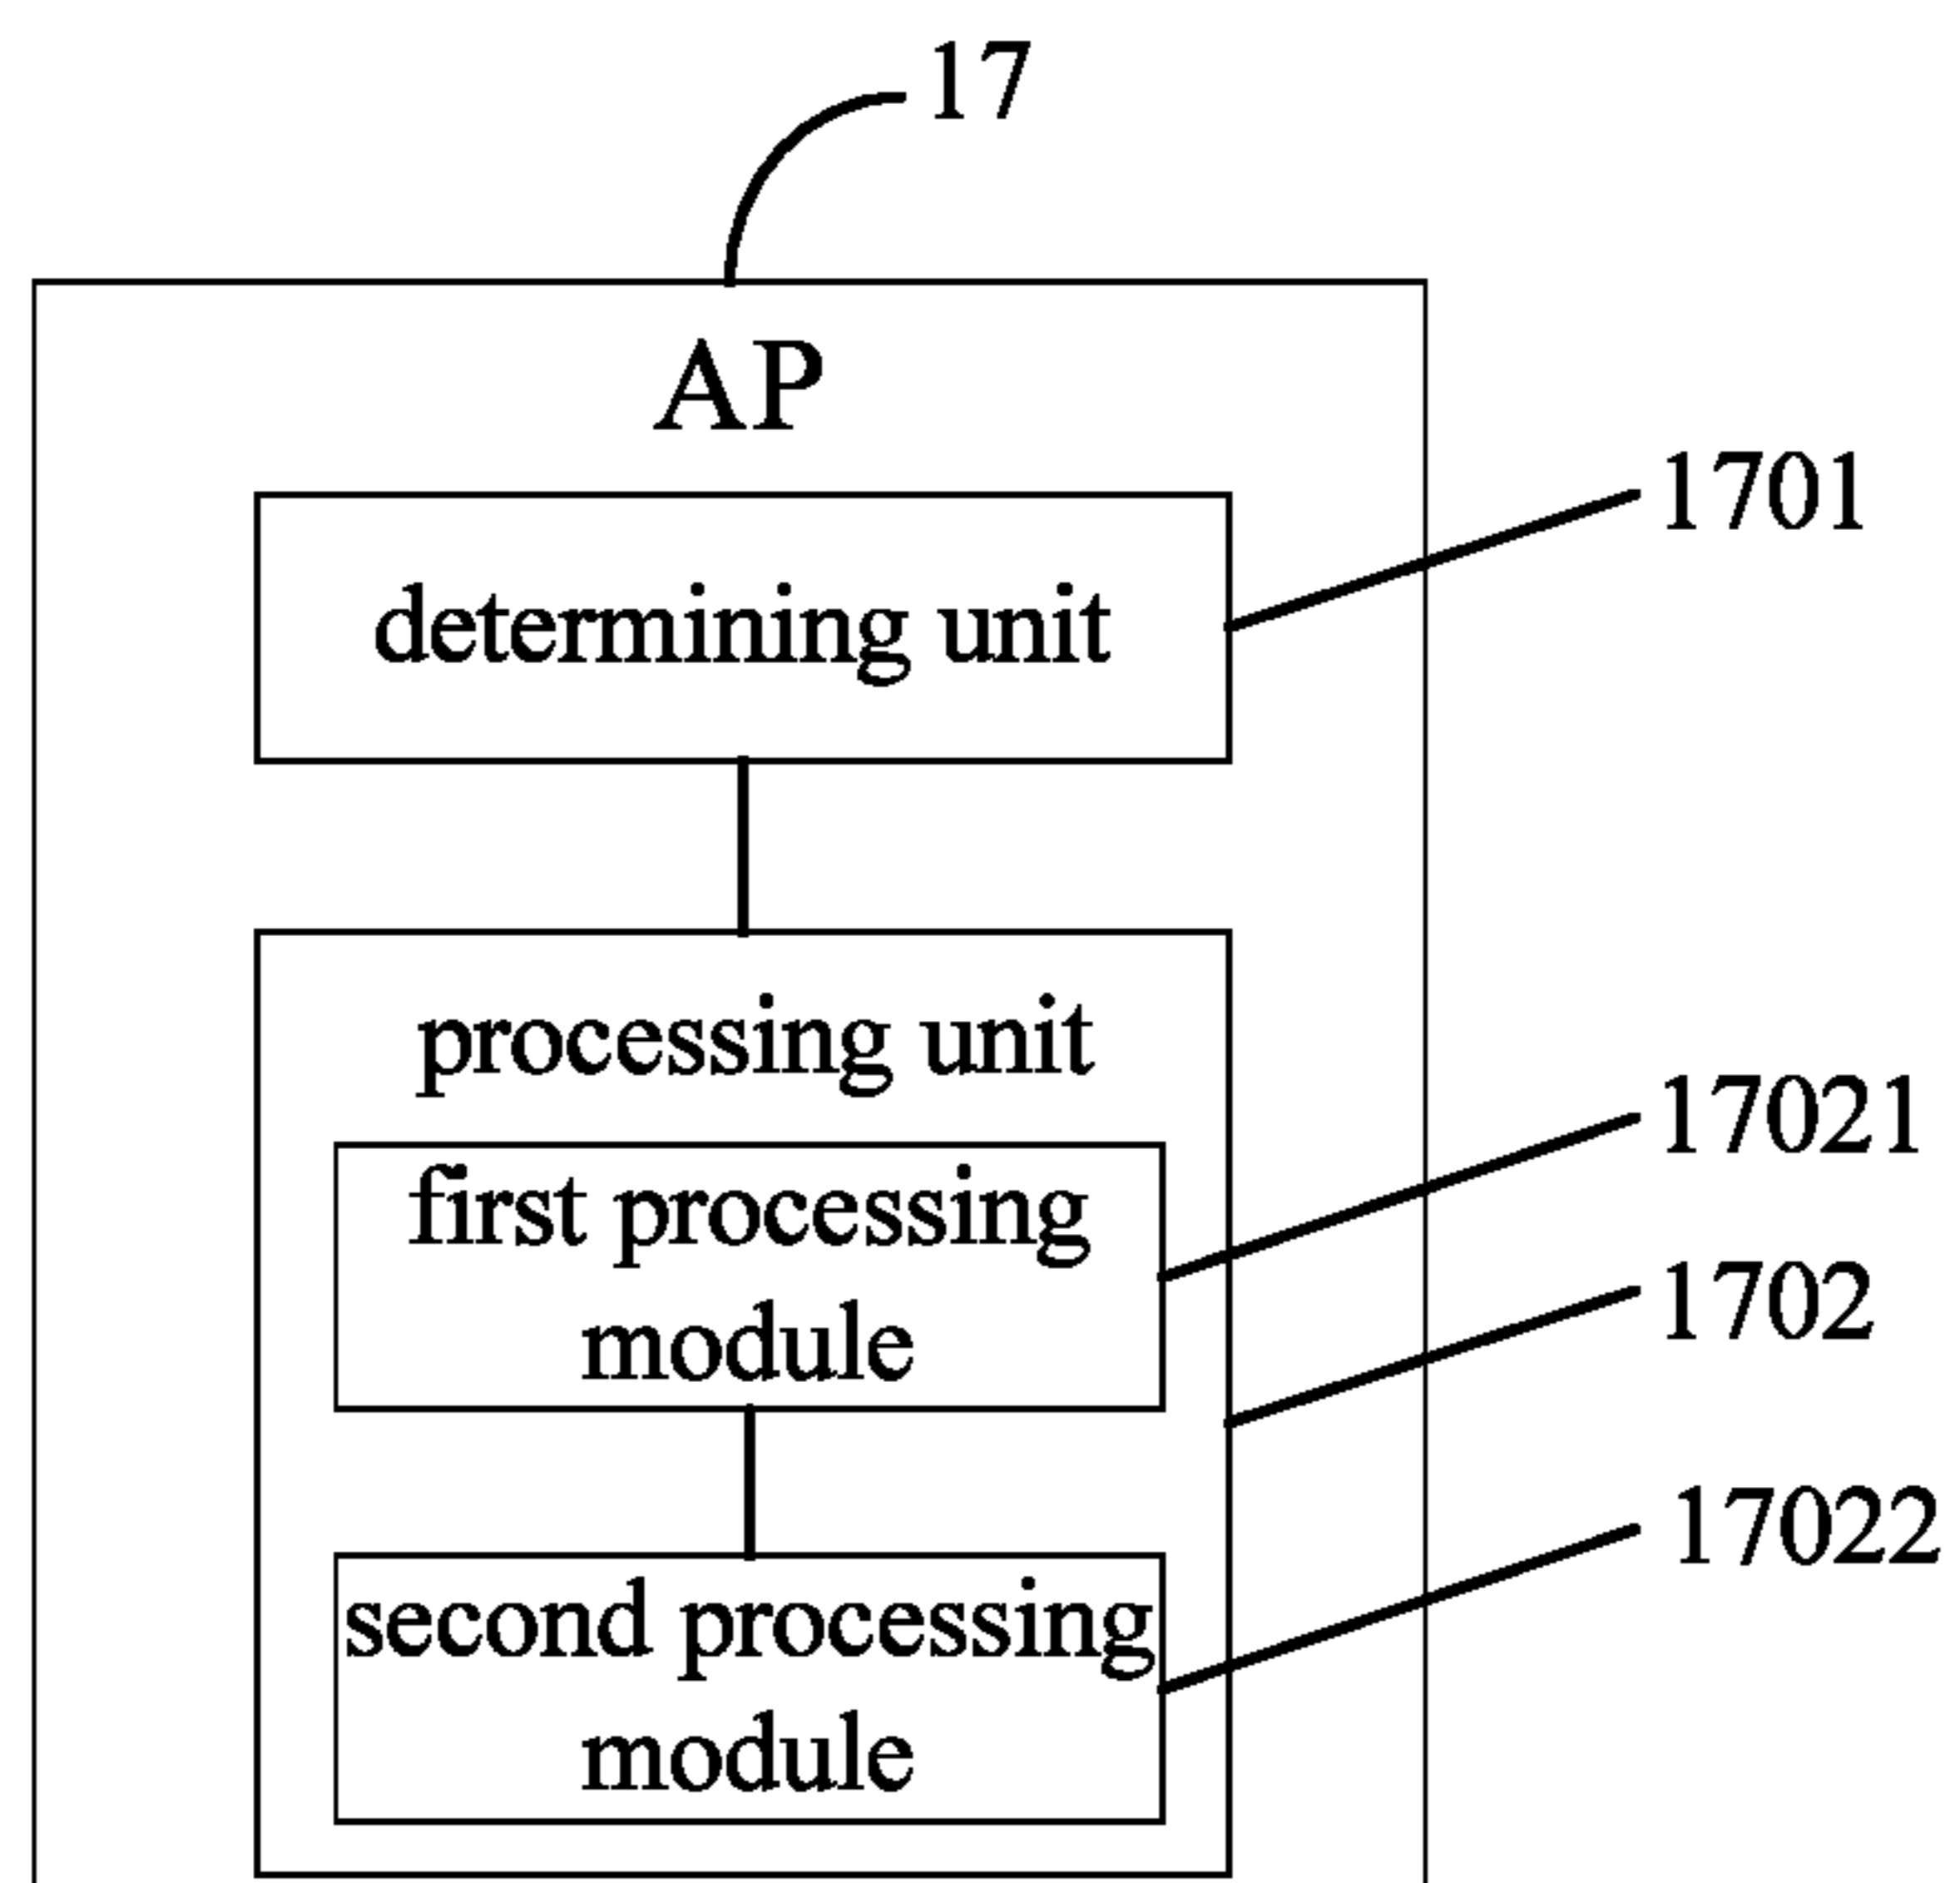 17
AP
1701
determining unit
processing unit
17021
first processing
module
1702
17022
second processing
module